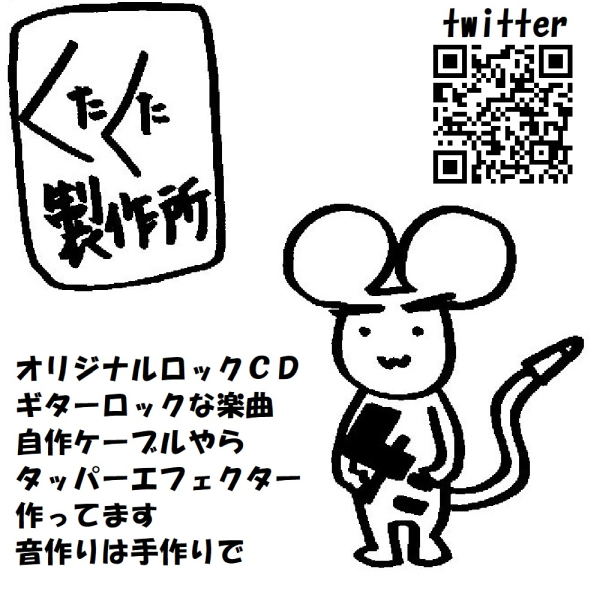 くたくた
製作所
twitter
オリジナルロックＣＤ
ギターロックな楽曲
自作ケーブルやら
タッパーエフェクター
作ってます
音作りは手作りで